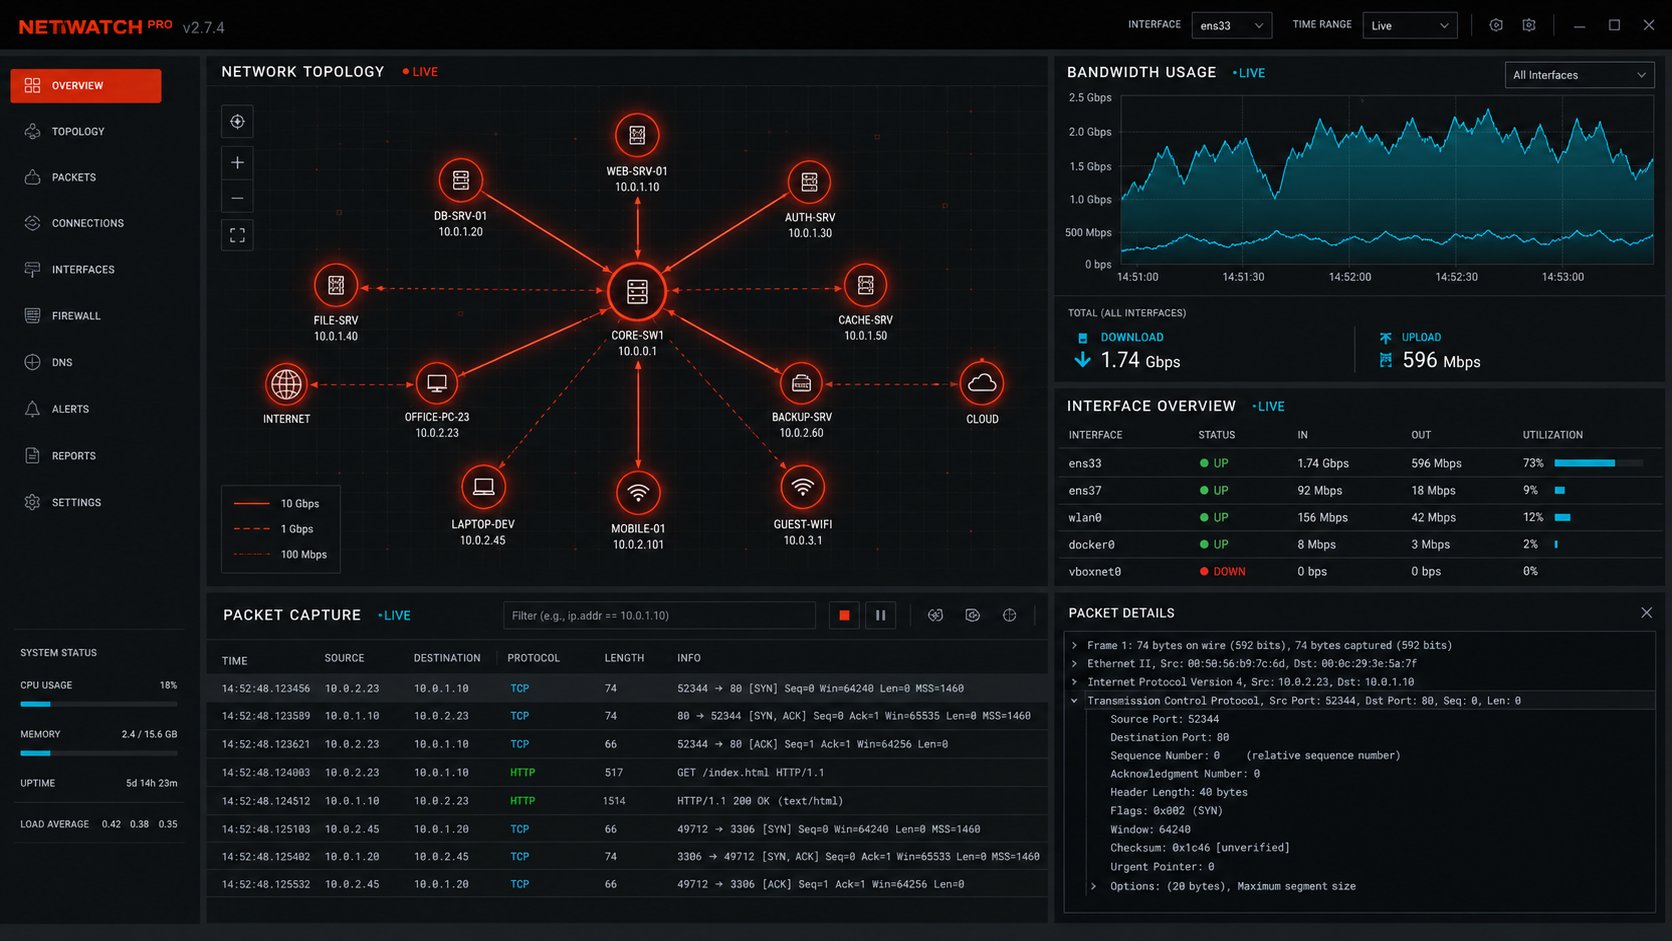 NETWATCH PRO v2.7.4
INTERFACE
ens33
TIME RANGE
Live
OVERVIEW
TOPOLOGY
PACKETS
CONNECTIONS
INTERFACES
FIREWALL
DNS
ALERTS
REPORTS
SETTINGS
SYSTEM STATUS
CPU USAGE 18%
MEMORY 2.4 / 15.6 GB
UPTIME 5d 14h 23m
LOAD AVERAGE 0.42 0.38 0.35
NETWORK TOPOLOGY LIVE
WEB-SRV-01
10.0.1.10
DB-SRV-01
10.0.1.20
AUTH-SRV
10.0.1.30
FILE-SRV
10.0.1.40
CORE-SW1
10.0.0.1
CACHE-SRV
10.0.1.50
INTERNET
OFFICE-PC-23
10.0.2.23
BACKUP-SRV
10.0.2.60
CLOUD
LAPTOP-DEV
10.0.2.45
MOBILE-01
10.0.2.101
GUEST-WIFI
10.0.3.1
10 Gbps
1 Gbps
100 Mbps
BANDWIDTH USAGE LIVE
All Interfaces
2.5 Gbps
2.0 Gbps
1.5 Gbps
1.0 Gbps
500 Mbps
0 bps
14:51:00 14:51:30 14:52:00 14:52:30 14:53:00
TOTAL (ALL INTERFACES)
DOWNLOAD
1.74 Gbps
UPLOAD
596 Mbps
INTERFACE OVERVIEW LIVE
INTERFACE STATUS IN OUT UTILIZATION
ens33 UP 1.74 Gbps 596 Mbps 73%
ens37 UP 92 Mbps 18 Mbps 9%
wlan0 UP 156 Mbps 42 Mbps 12%
docker0 UP 8 Mbps 3 Mbps 2%
vboxnet0 DOWN 0 bps 0 bps 0%
PACKET CAPTURE LIVE
Filter (e.g., ip.addr == 10.0.1.10)
TIME SOURCE DESTINATION PROTOCOL LENGTH INFO
14:52:48.123456 10.0.2.23 10.0.1.10 TCP 74 52344 → 80 [SYN] Seq=0 Win=64240 Len=0 MSS=1460
14:52:48.123589 10.0.1.10 10.0.2.23 TCP 74 80 → 52344 [SYN, ACK] Seq=0 Ack=1 Win=65535 Len=0 MSS=1460
14:52:48.123621 10.0.2.23 10.0.1.10 TCP 66 52344 → 80 [ACK] Seq=1 Ack=1 Win=64256 Len=0
14:52:48.124003 10.0.2.23 10.0.1.10 HTTP 517 GET /index.html HTTP/1.1
14:52:48.124512 10.0.1.10 10.0.2.23 HTTP 1514 HTTP/1.1 200 OK (text/html)
14:52:48.125103 10.0.2.45 10.0.1.20 TCP 66 49712 → 3306 [SYN] Seq=0 Win=64240 Len=0 MSS=1460
14:52:48.125402 10.0.1.20 10.0.2.45 TCP 74 3306 → 49712 [SYN, ACK] Seq=0 Ack=1 Win=65533 Len=0 MSS=1460
14:52:48.125532 10.0.2.45 10.0.1.20 TCP 66 49712 → 3306 [ACK] Seq=1 Ack=1 Win=64256 Len=0
PACKET DETAILS
Frame 1: 74 bytes on wire (592 bits), 74 bytes captured (592 bits)
Ethernet II, Src: 00:50:56:b9:7c:6d, Dst: 00:0c:29:3e:5a:7f
Internet Protocol Version 4, Src: 10.0.2.23, Dst: 10.0.1.10
Transmission Control Protocol, Src Port: 52344, Dst Port: 80, Seq: 0, Len: 0
Source Port: 52344
Destination Port: 80
Sequence Number: 0 (relative sequence number)
Acknowledgment Number: 0
Header Length: 40 bytes
Flags: 0x002 (SYN)
Window: 64240
Checksum: 0x1c46 [unverified]
Urgent Pointer: 0
Options: (20 bytes), Maximum segment size